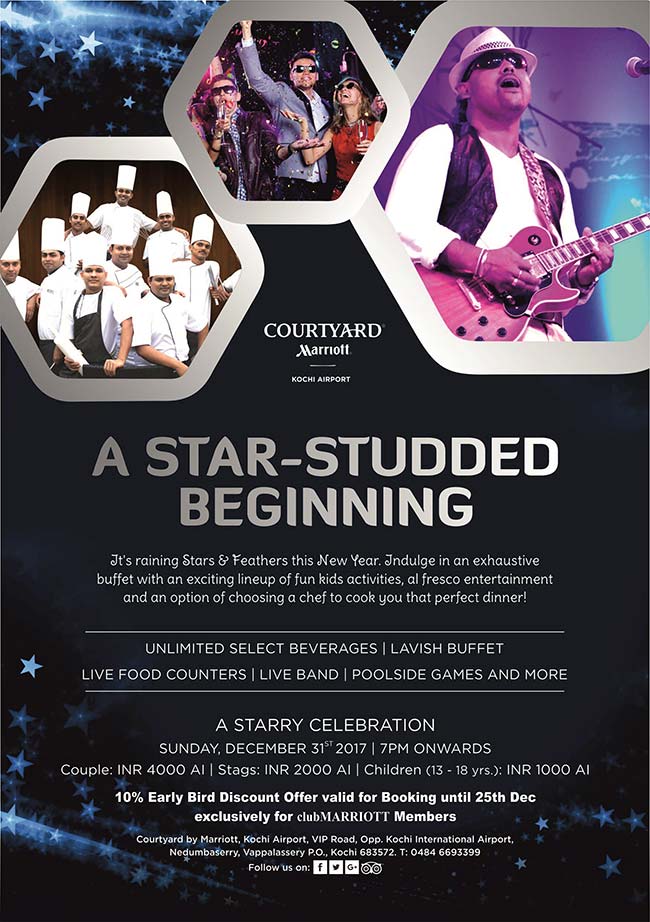 COURTYARD®
Marriott.
KOCHI AIRPORT
A STAR-STUDDED
BEGINNING
It's raining Stars & Feathers this New Year. Indulge in an exhaustive
buffet with an exciting lineup of fun kids activities, al fresco entertainment
and an option of choosing a chef to cook you that perfect dinner!
UNLIMITED SELECT BEVERAGES | LAVISH BUFFET
LIVE FOOD COUNTERS | LIVE BAND | POOLSIDE GAMES AND MORE
A STARRY CELEBRATION
SUNDAY, DECEMBER 31ST 2017 | 7PM ONWARDS
Couple: INR 4000 AI | Stags: INR 2000 AI | Children (13 - 18 yrs.): INR 1000 AI
10% Early Bird Discount Offer valid for Booking until 25th Dec
exclusively for clubMARRIOTT Members
Courtyard by Marriott, Kochi Airport, VIP Road, Opp. Kochi International Airport,
Nedumbaserry, Vappalassery P.O., Kochi 683572. T: 0484 6693399
Follow us on: